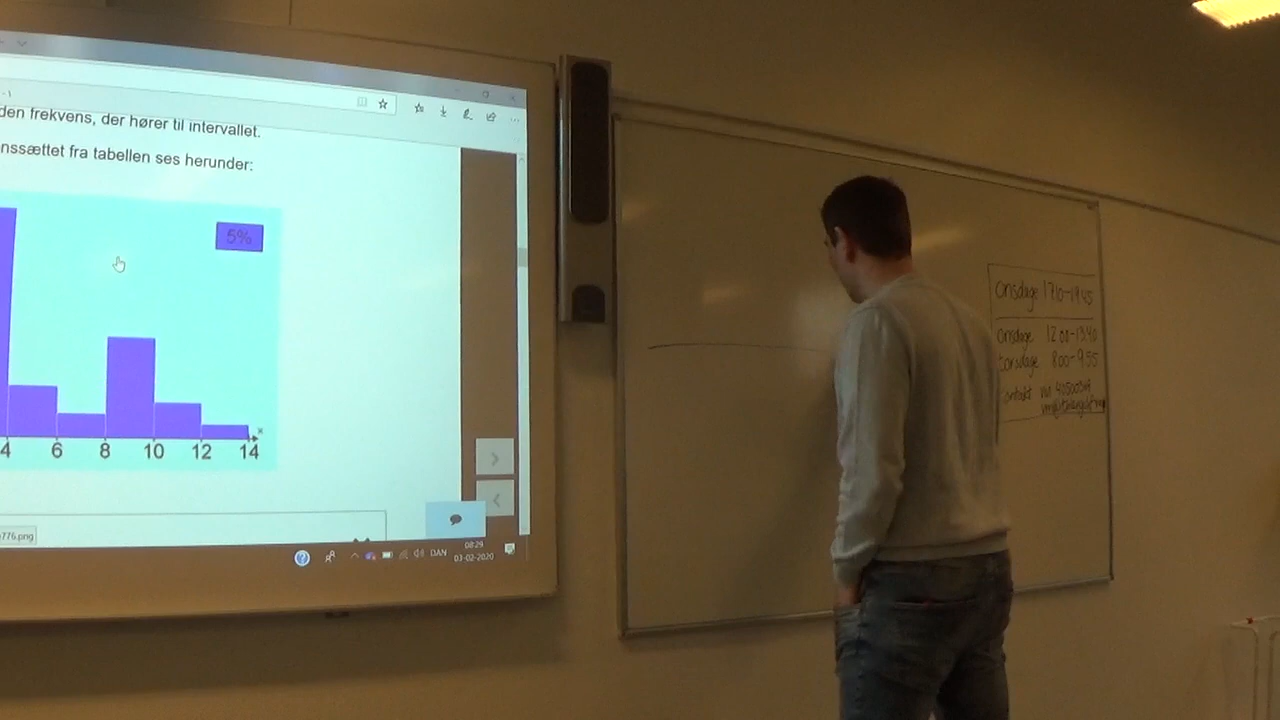 den frekvens, der hører til intervallet.
nssættet fra tabellen ses herunder:
5%
4 6 8 10 12 14
x
776.png
DAN
08:29
03-02-2020
onsdage 17.10-19.45
onsdage 12.00-13.40
torsdage 8.00-9.55
kontakt